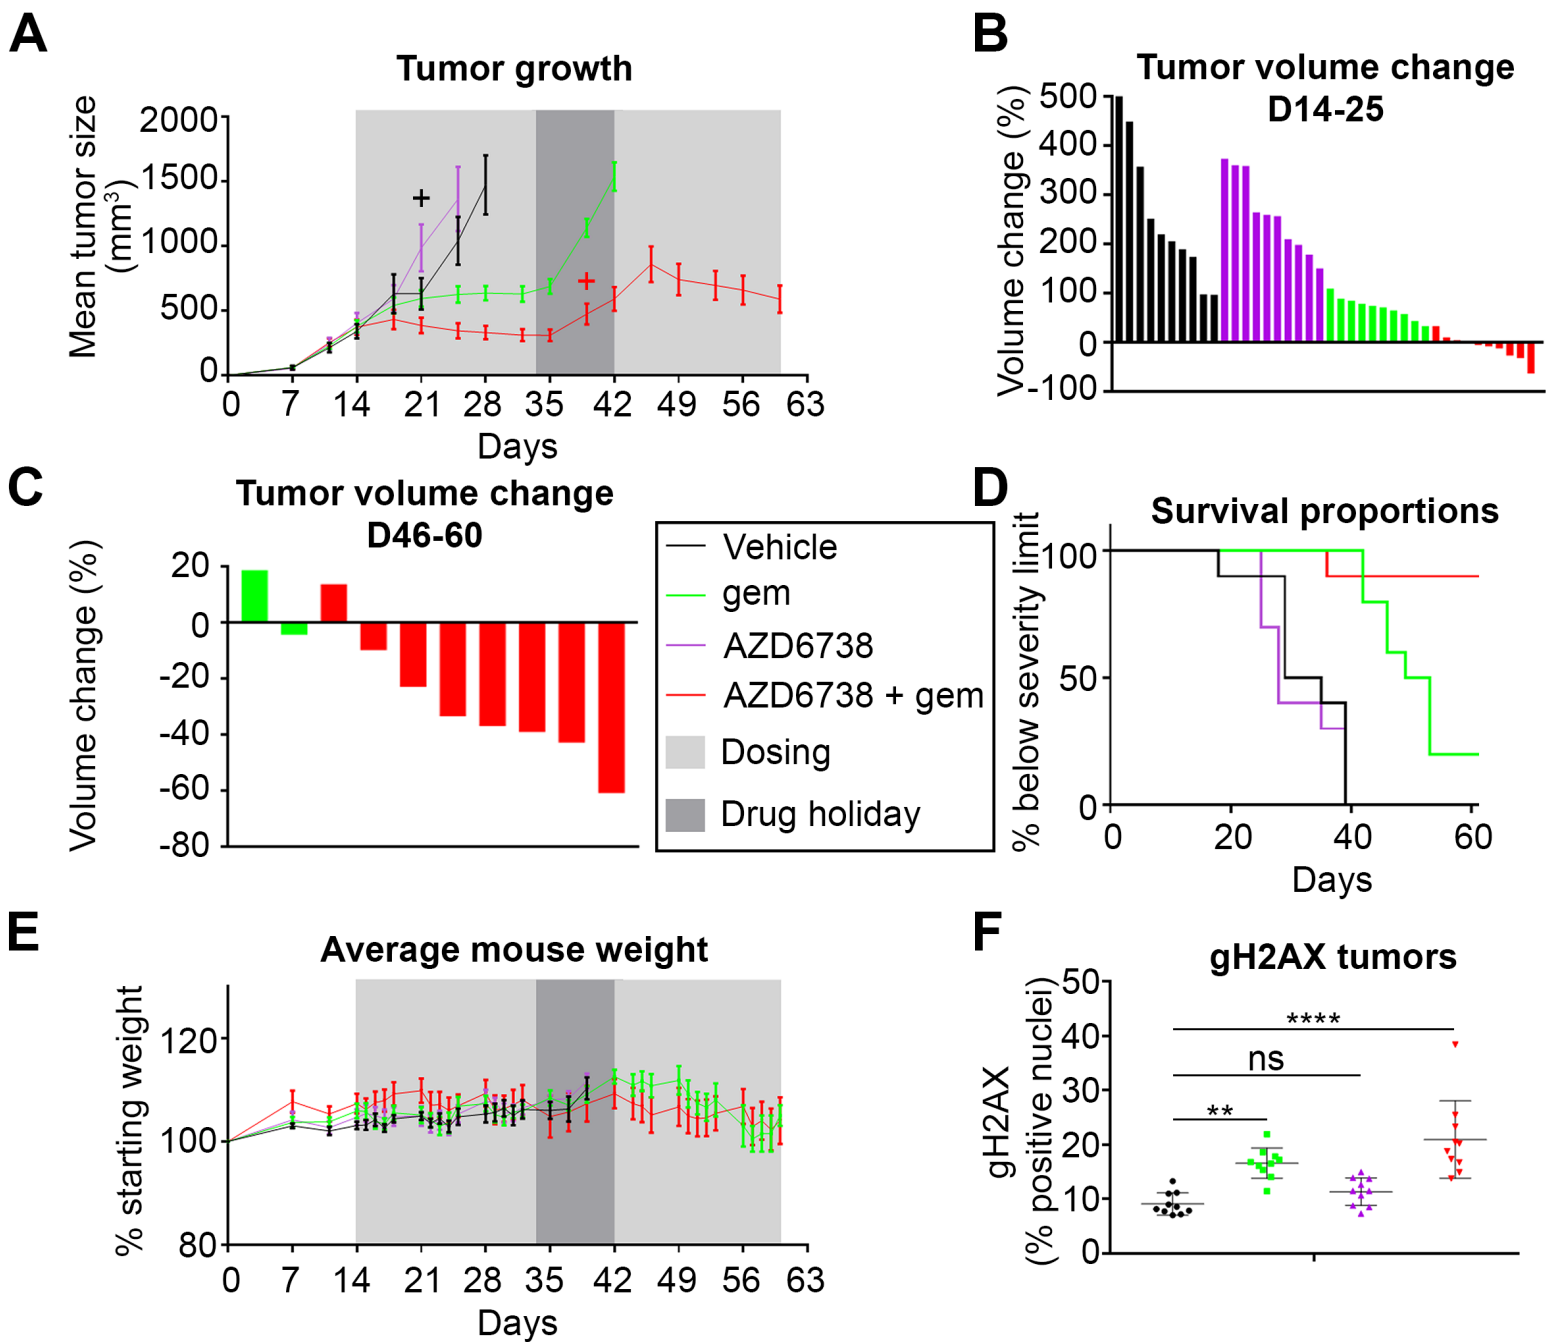 A
Tumor growth
Mean tumor size
(mm3)
2000
1500
1000
500
0
+
+
0 7 14 21 28 35 42 49 56 63
Days
B
Tumor volume change
D14-25
Volume change (%)
500
400
300
200
100
0
-100
C
Tumor volume change
D46-60
Volume change (%)
20
0
-20
-40
-60
-80
Vehicle
gem
AZD6738
AZD6738 + gem
Dosing
Drug holiday
D
Survival proportions
% below severity limit
100
50
0
0 20 40 60
Days
E
Average mouse weight
% starting weight
120
100
80
0 7 14 21 28 35 42 49 56 63
Days
F
gH2AX tumors
gH2AX
(% positive nuclei)
50
40
30
20
10
0
****
ns
**